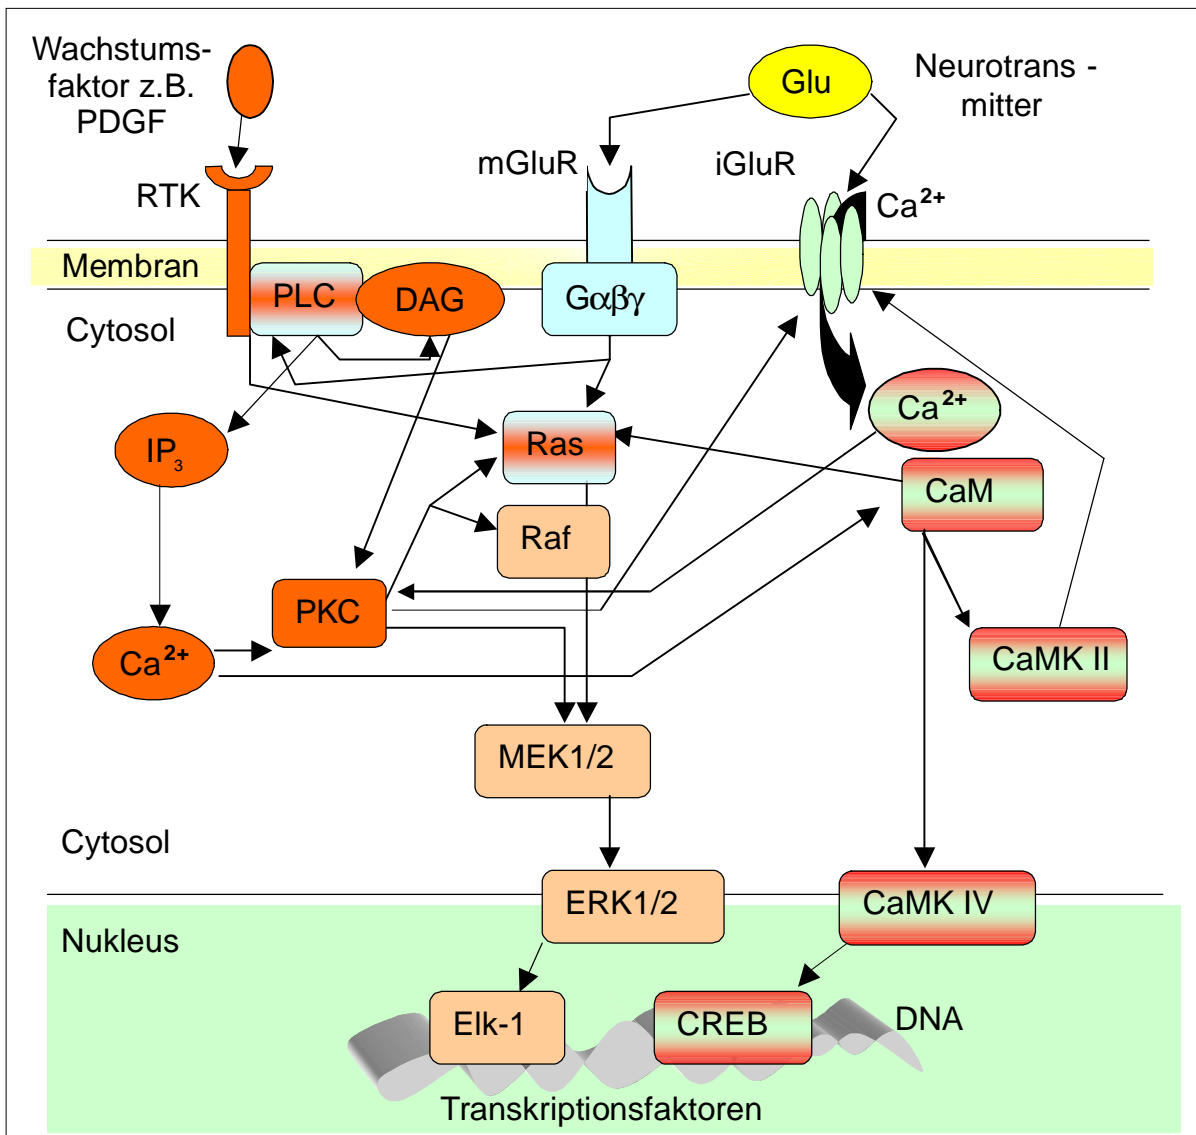 Wachstums-
faktor z.B.
PDGF
Glu
Neurotrans -
mitter
RTK
mGluR
iGluR
Ca²⁺
Membran
PLC
DAG
Gαβγ
Cytosol
Ca²⁺
IP₃
Ras
CaM
Raf
PKC
Ca²⁺
CaMK II
MEK1/2
Cytosol
ERK1/2
CaMK IV
Nukleus
Elk-1
CREB
DNA
Transkriptionsfaktoren